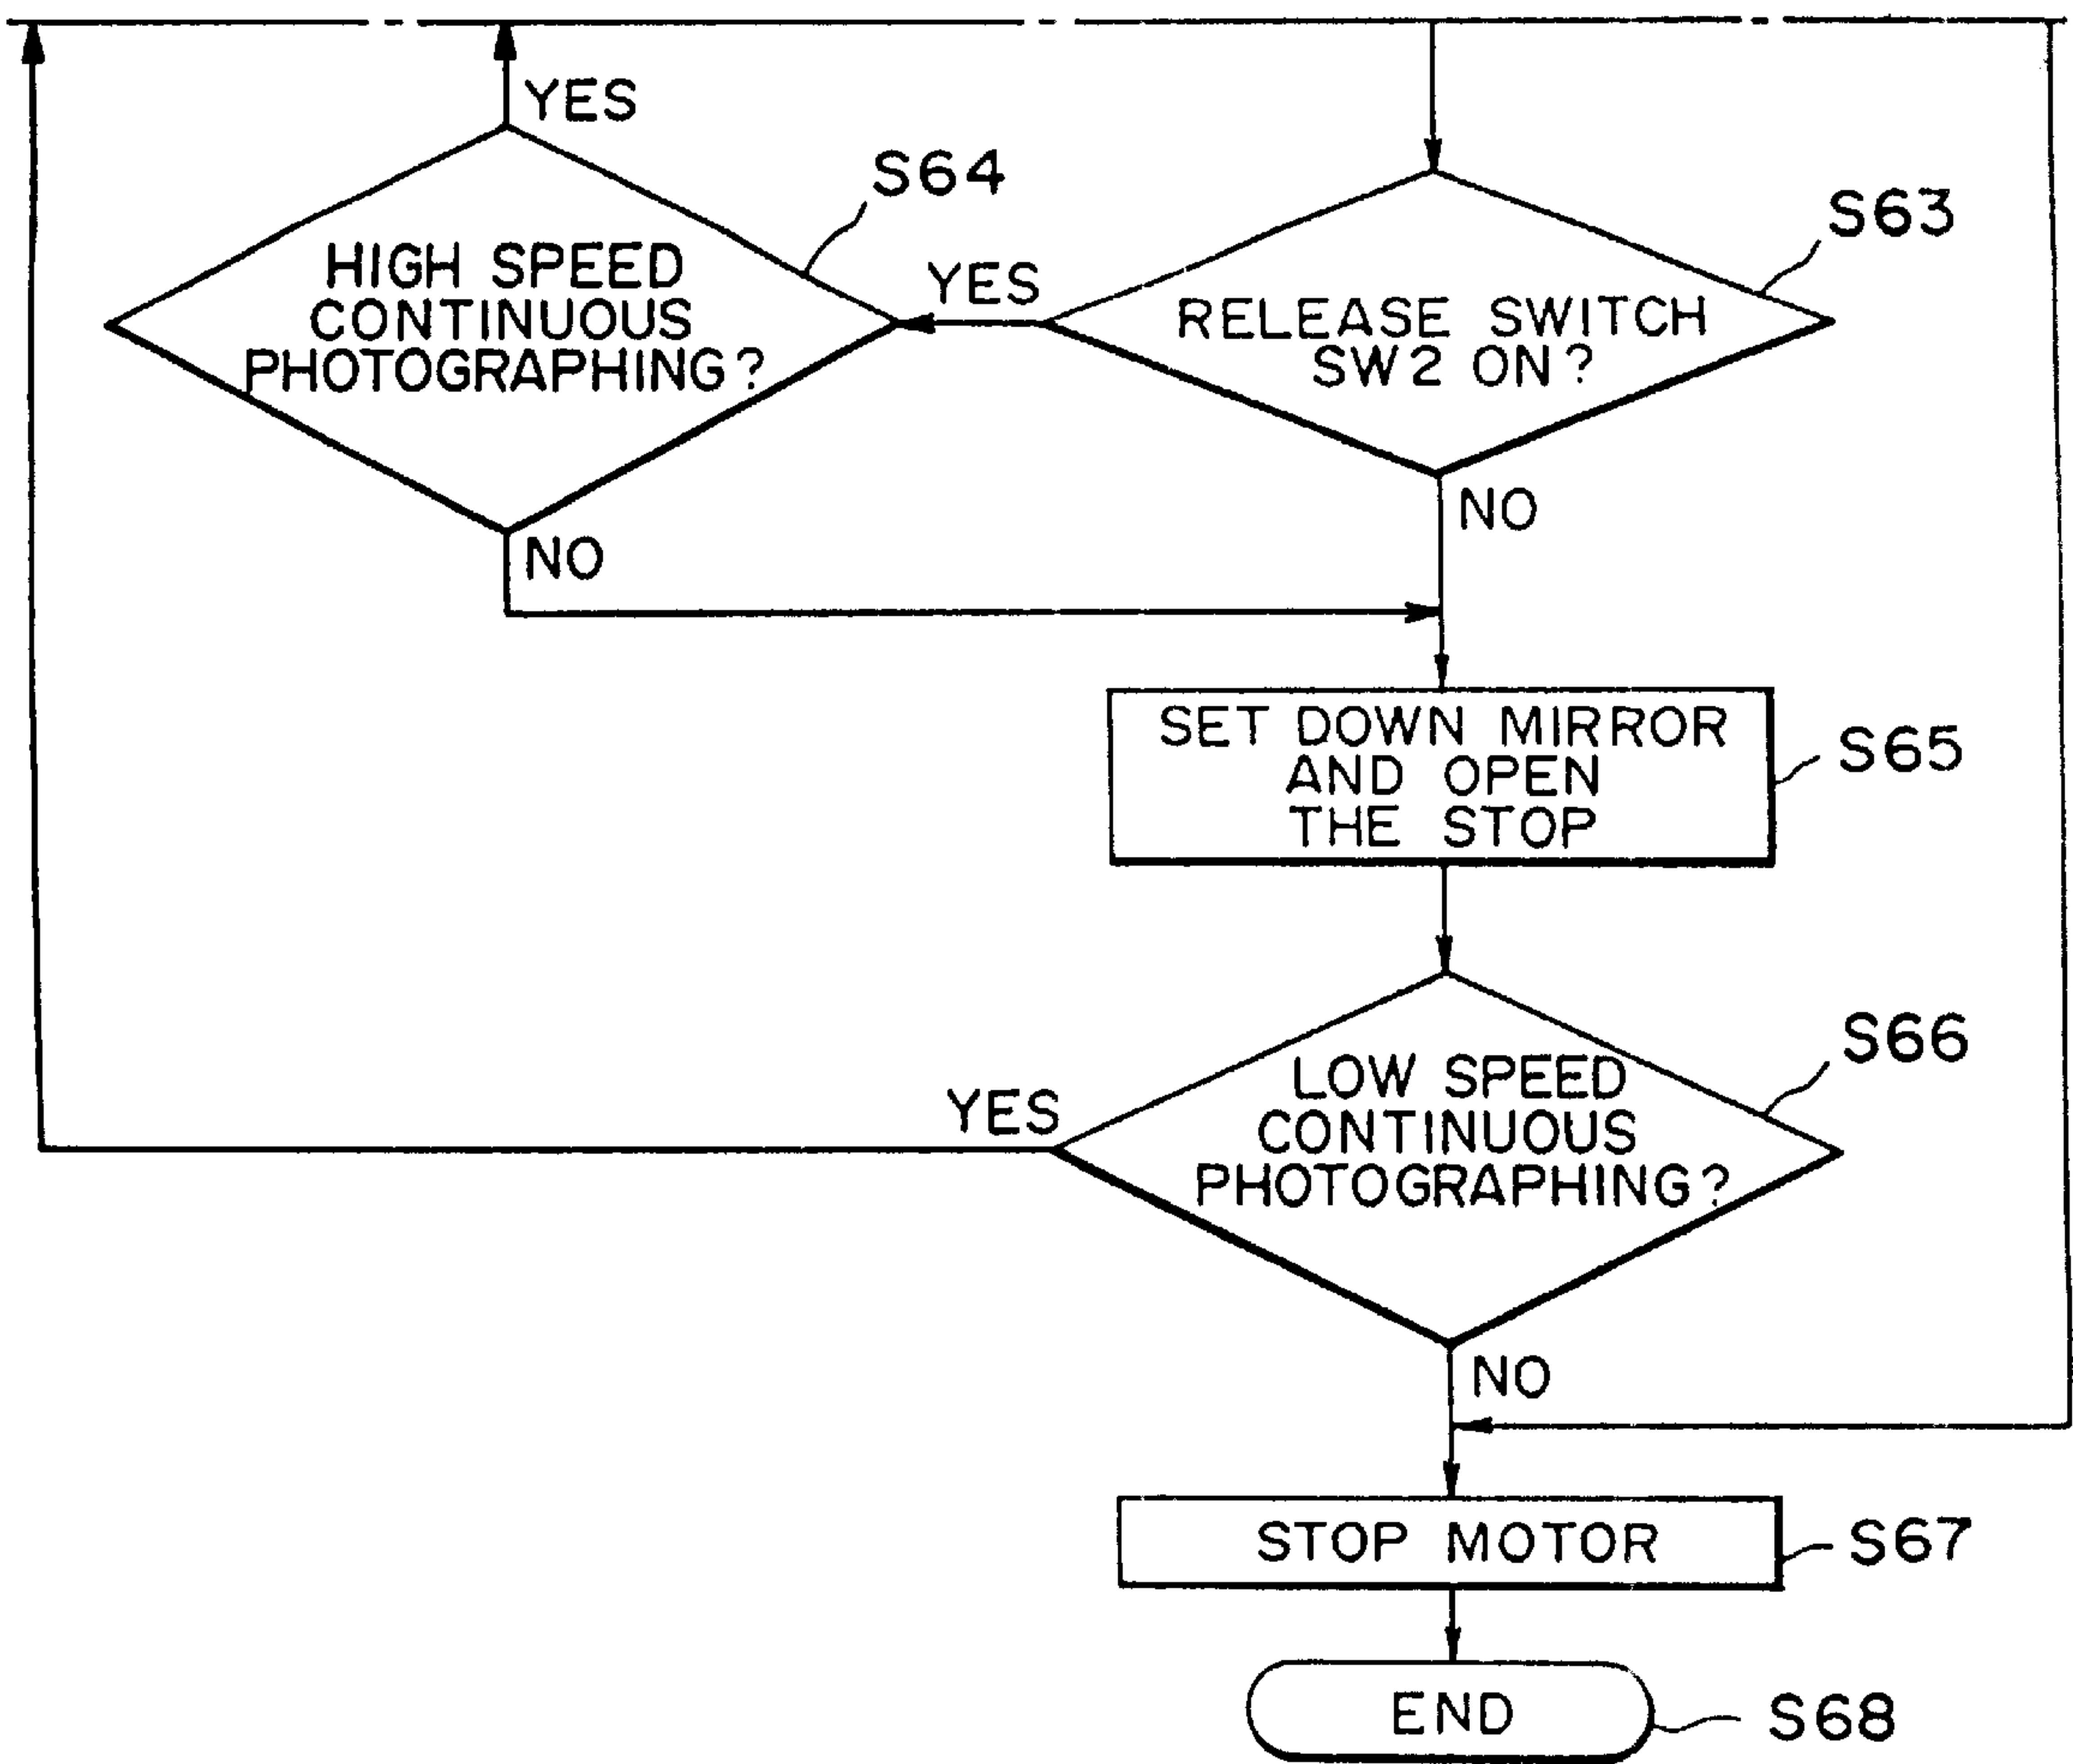 YES
S64
HIGH SPEED
CONTINUOUS
PHOTOGRAPHING?
YES
S63
RELEASE SWITCH
SW2 ON?
NO
NO
SET DOWN MIRROR
AND OPEN
THE STOP
S65
S66
LOW SPEED
CONTINUOUS
PHOTOGRAPHING?
YES
NO
STOP MOTOR
S67
END
S68